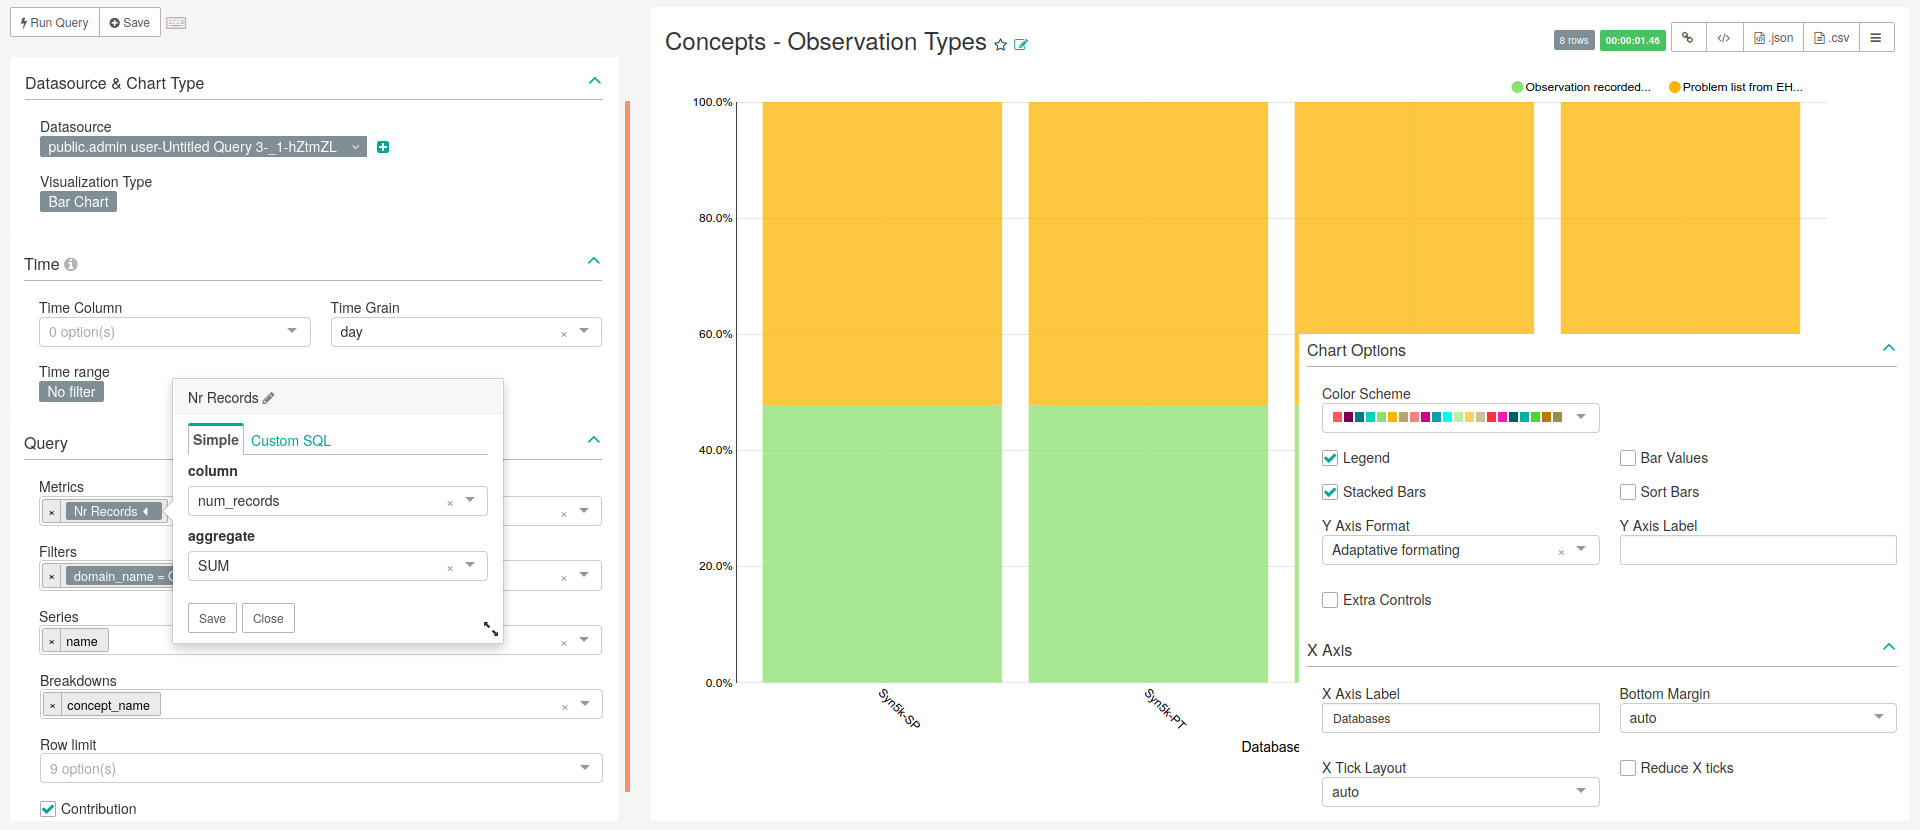 Run Query
Save
Datasource & Chart Type
Datasource
public.admin user-Untitled Query 3-_1-hZtmZL
Visualization Type
Bar Chart
Time
Time Column
Time Grain
0 option(s)
day
×
Time range
No filter
Query
Metrics
× Nr Records
×
Filters
× domain_name =
×
Series
× name
×
Breakdowns
× concept_name
×
Row limit
9 option(s)
Contribution
Nr Records
Simple
Custom SQL
column
num_records
×
aggregate
SUM
×
Save
Close
Concepts - Observation Types
8 rows
00:00:01.46
</>
.json
.csv
Observation recorded...
Problem list from EH...
100.0%
80.0%
60.0%
40.0%
20.0%
0.0%
Syn5k-SP
Syn5k-PT
Database
Chart Options
Color Scheme
Legend
Bar Values
Stacked Bars
Sort Bars
Y Axis Format
Y Axis Label
Adaptative formating
×
Extra Controls
X Axis
X Axis Label
Bottom Margin
Databases
auto
X Tick Layout
Reduce X ticks
auto